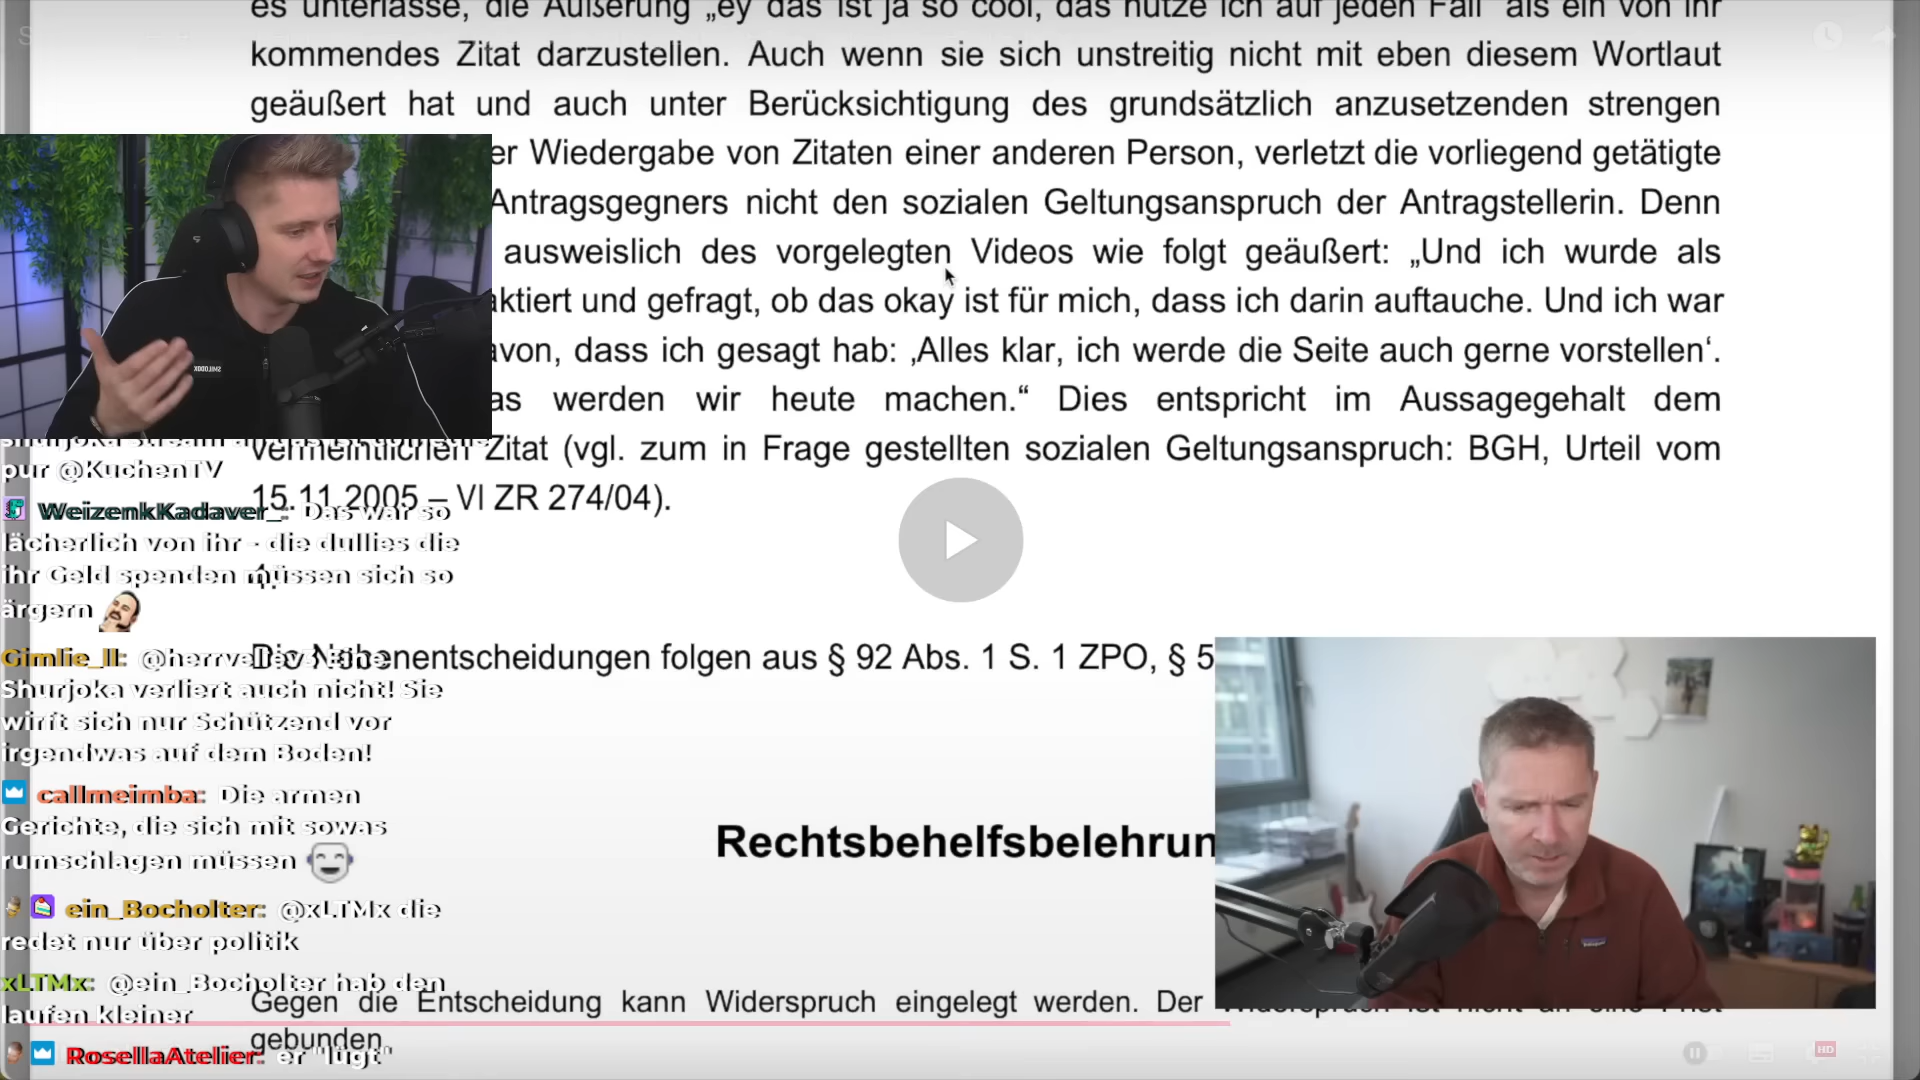 es unterlasse, die Äußerung „ey das ist ja so cool, das nutze ich auf jeden Fall“ als ein von ihr
kommendes Zitat darzustellen. Auch wenn sie sich unstreitig nicht mit eben diesem Wortlaut
geäußert hat und auch unter Berücksichtigung des grundsätzlich anzusetzenden strengen
er Wiedergabe von Zitaten einer anderen Person, verletzt die vorliegend getätigte
Antragsgegners nicht den sozialen Geltungsanspruch der Antragstellerin. Denn
ausweislich des vorgelegten Videos wie folgt geäußert: „Und ich wurde als
aktiert und gefragt, ob das okay ist für mich, dass ich darin auftauche. Und ich war
avon, dass ich gesagt hab: ‚Alles klar, ich werde die Seite auch gerne vorstellen‘.
as werden wir heute machen.“ Dies entspricht im Aussagegehalt dem
vermeintlichen Zitat (vgl. zum in Frage gestellten sozialen Geltungsanspruch: BGH, Urteil vom
15.11.2005 – VI ZR 274/04).
4.
Die Nebenentscheidungen folgen aus § 92 Abs. 1 S. 1 ZPO, § 5
Rechtsbehelfsbelehrun
Gegen die Entscheidung kann Widerspruch eingelegt werden. Der Widerspruch ist nicht an eine Frist
gebunden
pur @KuchenTV
WeizenkKadaver_: Das war so
lächerlich von ihr - die dullies die
ihr Geld spenden müssen sich so
ärgern
Gimlie_II: Eine
Shurjoka verliert auch nicht! Sie
wirft sich nur Schützend vor
irgendwas auf dem Boden!
callmeimba: Die armen
Gerichte, die sich mit sowas
rumschlagen müssen
ein_Bocholter: @xLTMx die
redet nur über politik
xLTMx: @ein_Bocholter hab den
laufen kleiner
RosellaAtelier: er "lügt"
HD